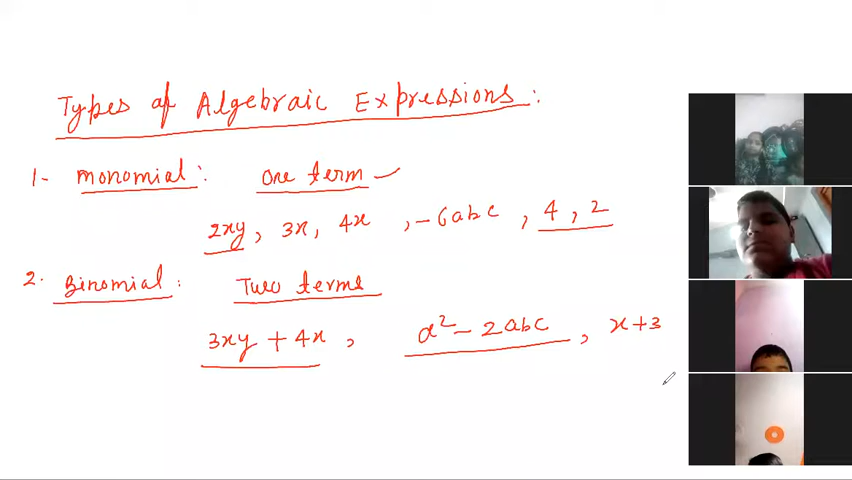 Types of Algebraic Expressions:
1- Monomial: One term
2xy, 3x, 4x, -6abc, 4, 2
2. Binomial: Two terms
3xy + 4x, a² - 2abc, x+3